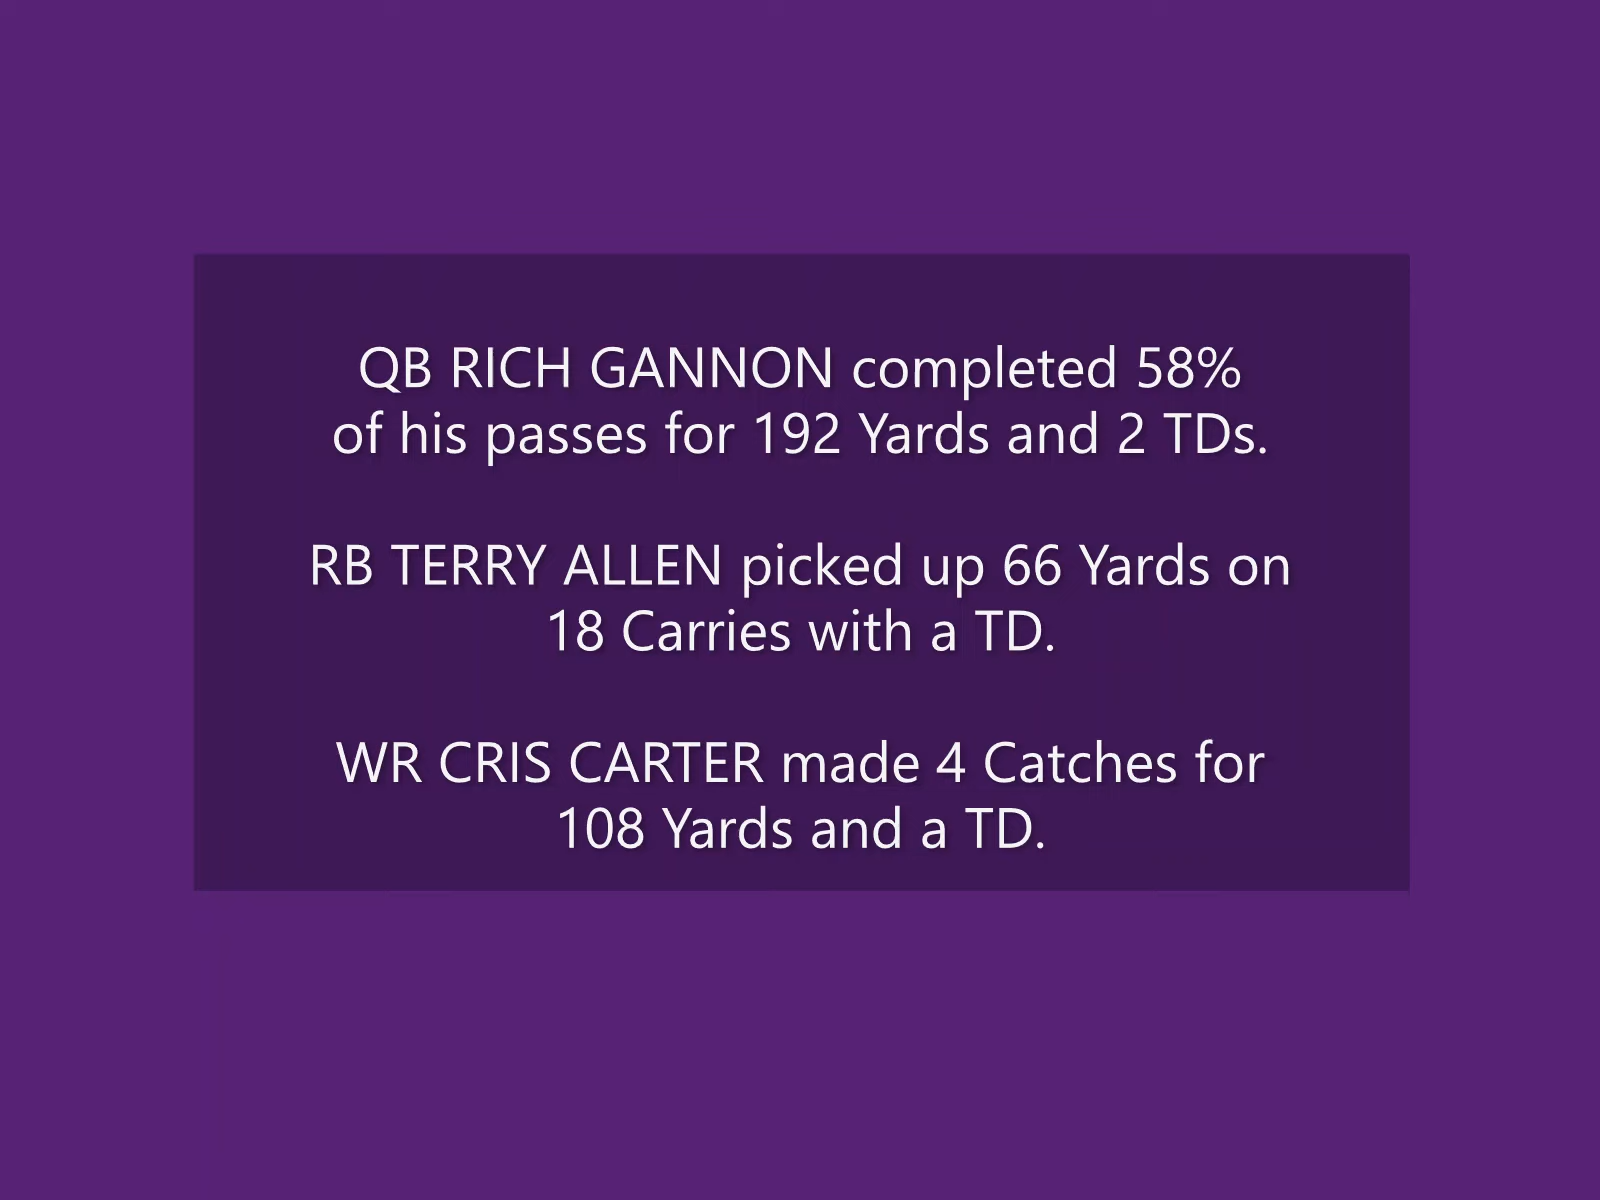 QB RICH GANNON completed 58%
of his passes for 192 Yards and 2 TDs.
RB TERRY ALLEN picked up 66 Yards on
18 Carries with a TD.
WR CRIS CARTER made 4 Catches for
108 Yards and a TD.